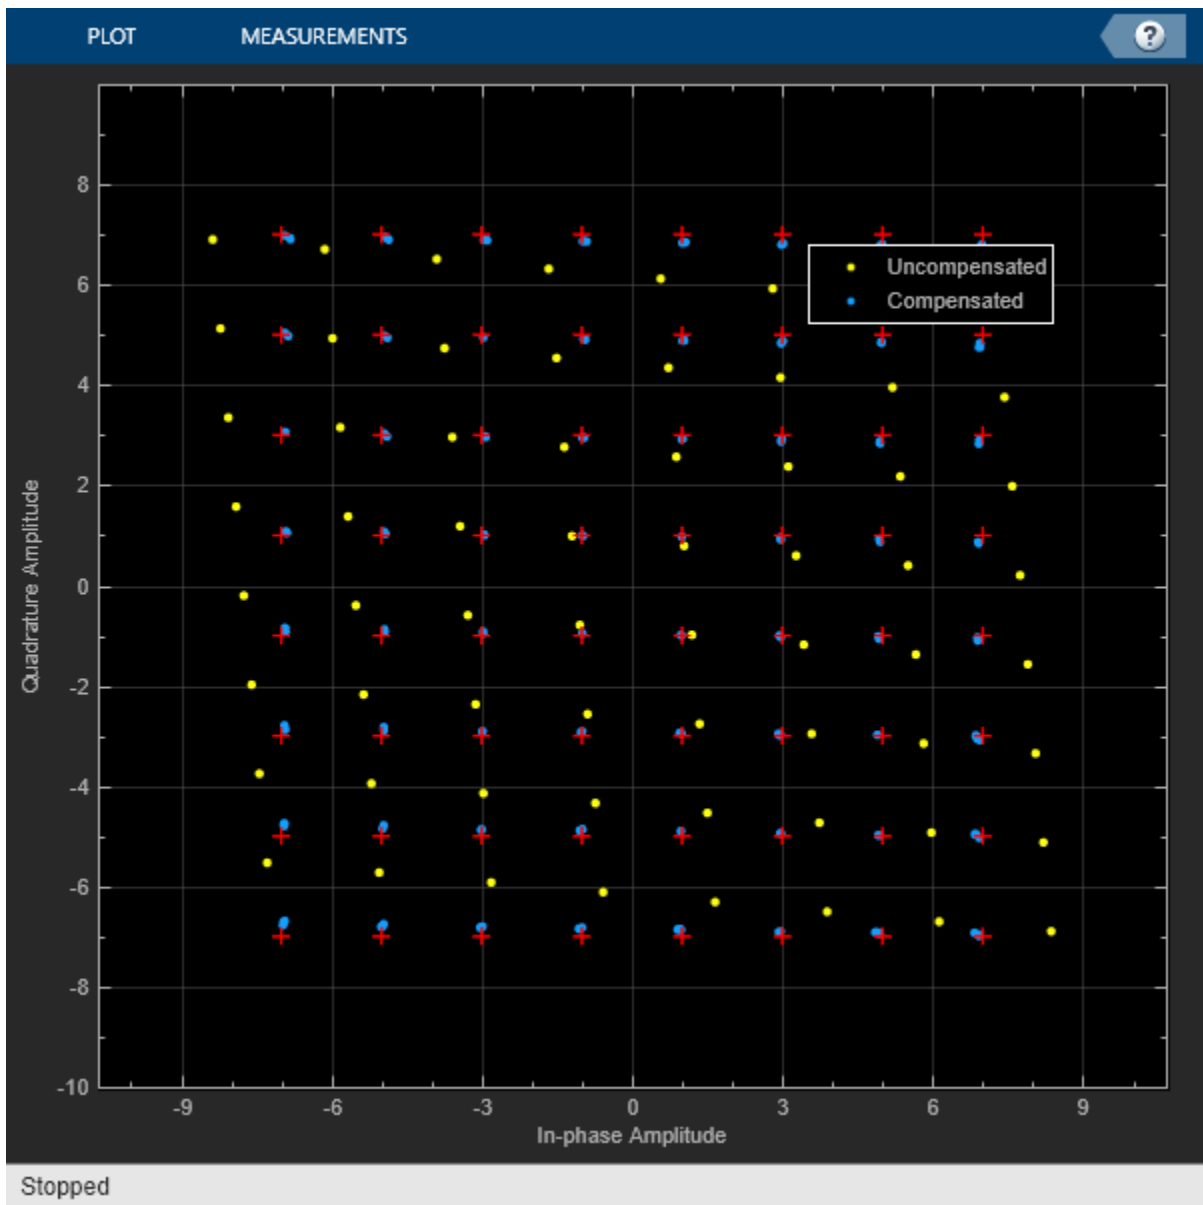 PLOT MEASUREMENTS ?
8
6
4
2
0
-2
-4
-6
-8
-10
Quadrature Amplitude
Uncompensated
Compensated
-9 -6 -3 0 3 6 9
In-phase Amplitude
Stopped